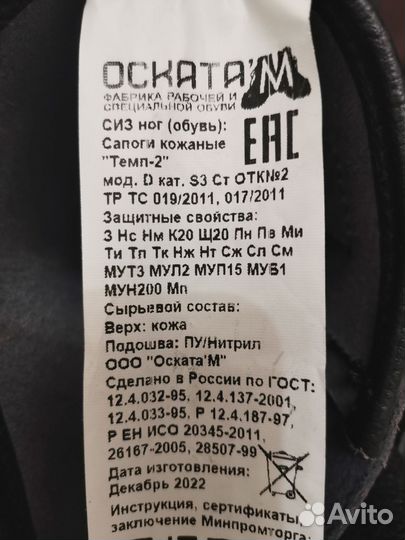 ОСКАТА'М
ФАБРИКА РАБОЧЕЙ И
СПЕЦИАЛЬНОЙ ОБУВИ
СИЗ ног (обувь):
Сапоги кожаные
"Темп-2"
EAC
мод. D кат. S3 Ст ОТК№2
ТР ТС 019/2011, 017/2011
Защитные свойства:
З Нс Нм К20 Щ20 Пн Пв Ми
Ти Тп Тк Нж Нт Сж Сл См
МУТ3 МУЛ2 МУП15 МУБ1
МУН200 Мп
Сырьевой состав:
Верх: кожа
Подошва: ПУ/Нитрил
ООО "Оската'М"
Сделано в России по ГОСТ:
12.4.032-95, 12.4.137-2001,
12.4.033-95, Р 12.4.187-97,
Р ЕН ИСО 20345-2011,
26167-2005, 28507-99
Дата изготовления:
Декабрь 2022
Инструкция, сертификаты,
заключение Минпромторга:
Avito